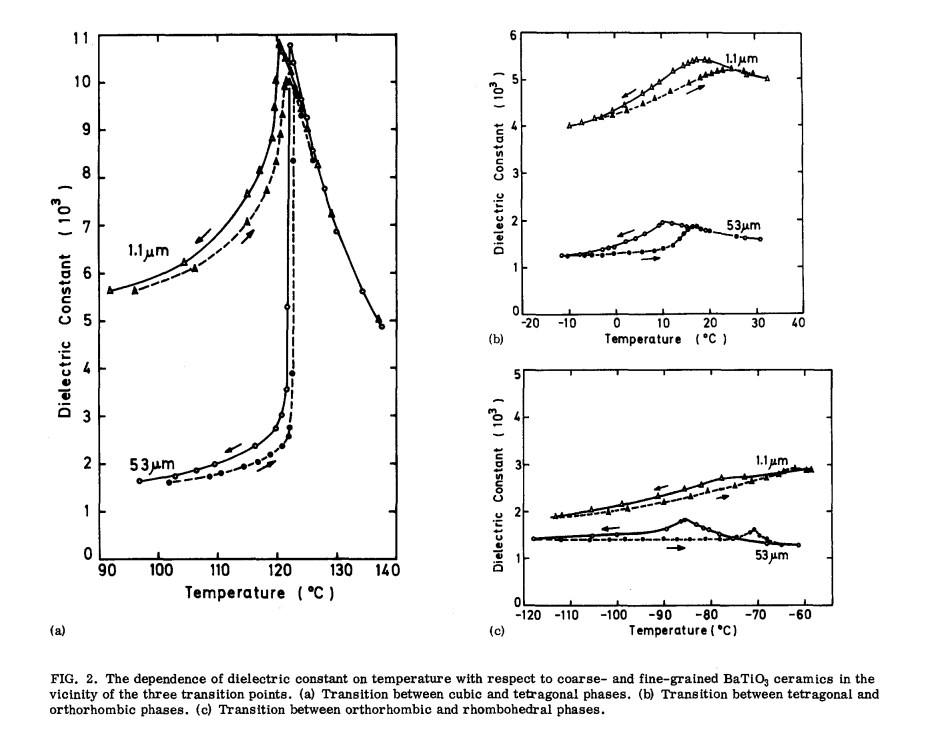 11
10
9
8
7
6
5
4
3
2
1
0
Dielectric Constant (10³)
1.1μm
53μm
90 100 110 120 130 140
Temperature (°C)
(a)
6
5
4
3
2
1
0
Dielectric Constant (10³)
1.1μm
53μm
-20 -10 0 10 20 30 40
Temperature (°C)
(b)
5
4
3
2
1
0
Dielectric Constant (10³)
1.1μm
53μm
-120 -110 -100 -90 -80 -70 -60
Temperature (°C)
(c)
FIG. 2. The dependence of dielectric constant on temperature with respect to coarse- and fine-grained BaTiO₃ ceramics in the
vicinity of the three transition points. (a) Transition between cubic and tetragonal phases. (b) Transition between tetragonal and
orthorhombic phases. (c) Transition between orthorhombic and rhombohedral phases.